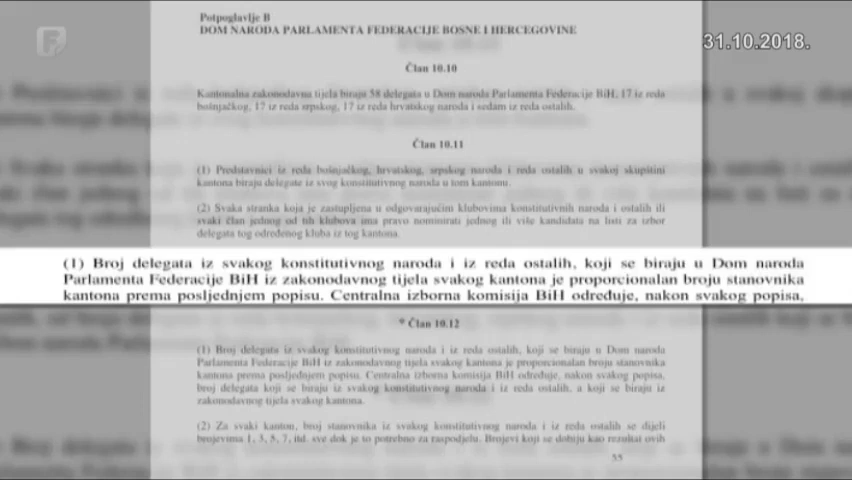 31.10.2018.
Potpoglavlje B
DOM NARODA PARLAMENTA FEDERACIJE BOSNE I HERCEGOVINE
Član 10.10
Kantonalna zakonodavna tijela biraju 58 delegata u Dom naroda Parlamenta Federacije BiH, 17 iz reda
bošnjačkog, 17 iz reda srpskog, 17 iz reda hrvatskog naroda i sedam iz reda ostalih.
Član 10.11
(1) Predstavnici iz reda bošnjačkog, hrvatskog, srpskog naroda i reda ostalih u svakoj skupštini
kantona biraju delegate iz svog konstitutivnog naroda u tom kantonu.
(2) Svaka stranka koja je zastupljena u odgovarajućim klubovima konstitutivnih naroda i ostalih ili
svaki član jednog od tih klubova ima pravo nominirati jednog ili više kandidata na listi za izbor
delegata tog određenog kluba iz tog kantona.
(1) Broj delegata iz svakog konstitutivnog naroda i iz reda ostalih, koji se biraju u Dom naroda
Parlamenta Federacije BiH iz zakonodavnog tijela svakog kantona je proporcionalan broju stanovnika
kantona prema posljednjem popisu. Centralna izborna komisija BiH određuje, nakon svakog popisa,
* Član 10.12
(1) Broj delegata iz svakog konstitutivnog naroda i iz reda ostalih, koji se biraju u Dom naroda
Parlamenta Federacije BiH iz zakonodavnog tijela svakog kantona je proporcionalan broju stanovnika
kantona prema posljednjem popisu. Centralna izborna komisija BiH određuje, nakon svakog popisa,
broj delegata koji se biraju iz svakog konstitutivnog naroda i iz reda ostalih, a koji se biraju iz
zakonodavnog tijela svakog kantona.
(2) Za svaki kanton, broj stanovnika iz svakog konstitutivnog naroda i iz reda ostalih se dijeli
brojevima 1, 3, 5, 7, itd. sve dok je to potrebno za raspodjelu. Brojevi koji se dobiju kao rezultat ovih
55